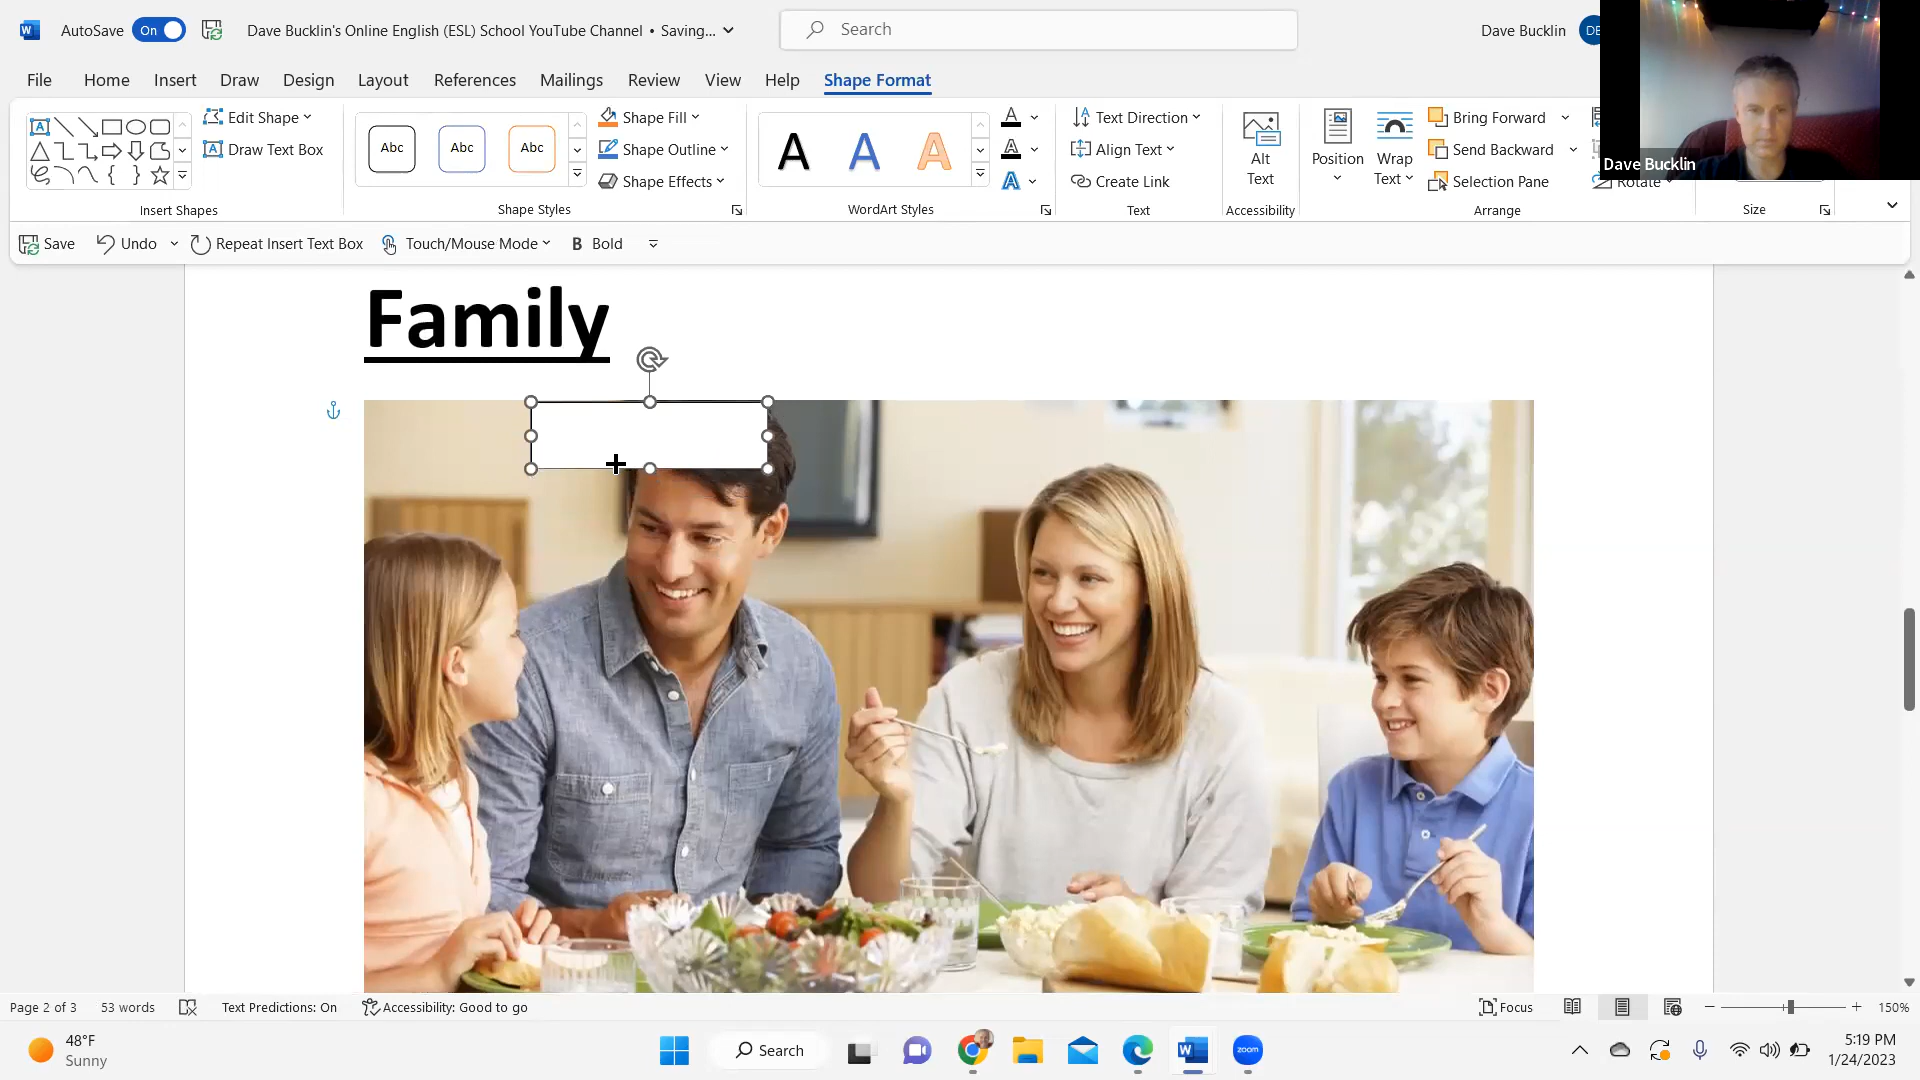 AutoSave On Dave Bucklin's Online English (ESL) School YouTube Channel • Saving... Search Dave Bucklin
File Home Insert Draw Design Layout References Mailings Review View Help Shape Format
Edit Shape Shape Fill Text Direction Bring Forward
Draw Text Box Abc Abc Abc Shape Outline A A A Align Text Alt Text Position Wrap Text Send Backward
Dave Bucklin
Shape Effects Create Link Selection Pane Rotate
Insert Shapes Shape Styles WordArt Styles Text Accessibility Arrange Size
Save Undo Repeat Insert Text Box Touch/Mouse Mode B Bold
Family
Page 2 of 3 53 words Text Predictions: On Accessibility: Good to go Focus 150%
48°F
Sunny
Search
zoom
5:19 PM
1/24/2023